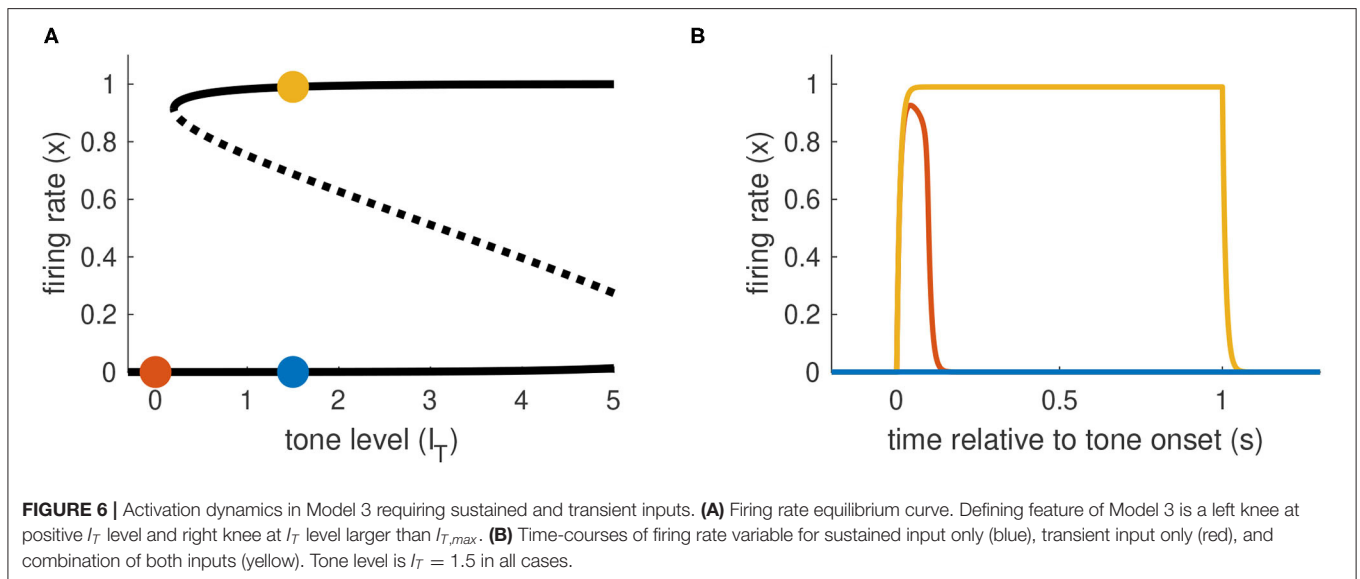 A
B
firing rate (x)
1
0.8
0.6
0.4
0.2
0
0 1 2 3 4 5
tone level (I_T)
firing rate (x)
1
0.8
0.6
0.4
0.2
0
0 0.5 1
time relative to tone onset (s)
FIGURE 6 | Activation dynamics in Model 3 requiring sustained and transient inputs. (A) Firing rate equilibrium curve. Defining feature of Model 3 is a left knee at
positive I_T level and right knee at I_T level larger than I_T,max. (B) Time-courses of firing rate variable for sustained input only (blue), transient input only (red), and
combination of both inputs (yellow). Tone level is I_T = 1.5 in all cases.